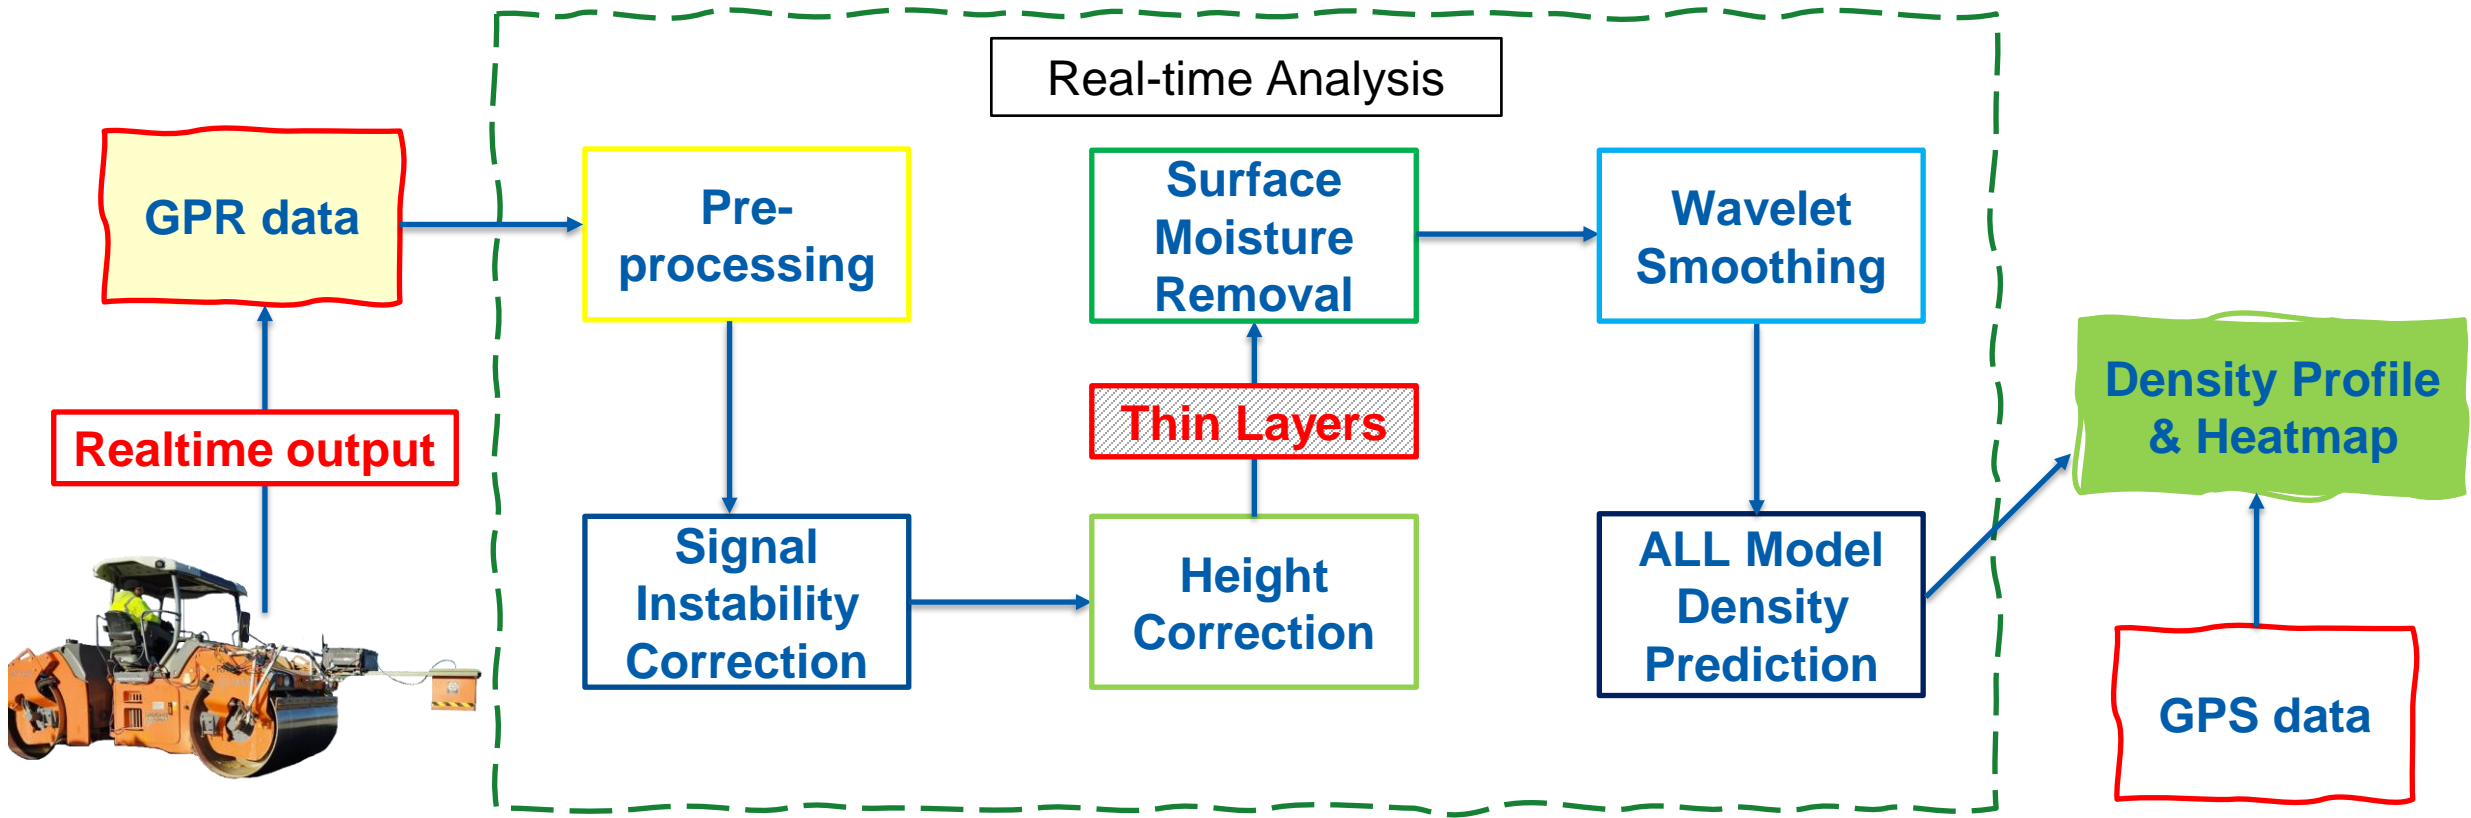 Real-time Analysis
GPR data
Realtime output
Pre-
processing
Signal
Instability
Correction
Height
Correction
Thin Layers
Surface
Moisture
Removal
Wavelet
Smoothing
ALL Model
Density
Prediction
Density Profile
& Heatmap
GPS data